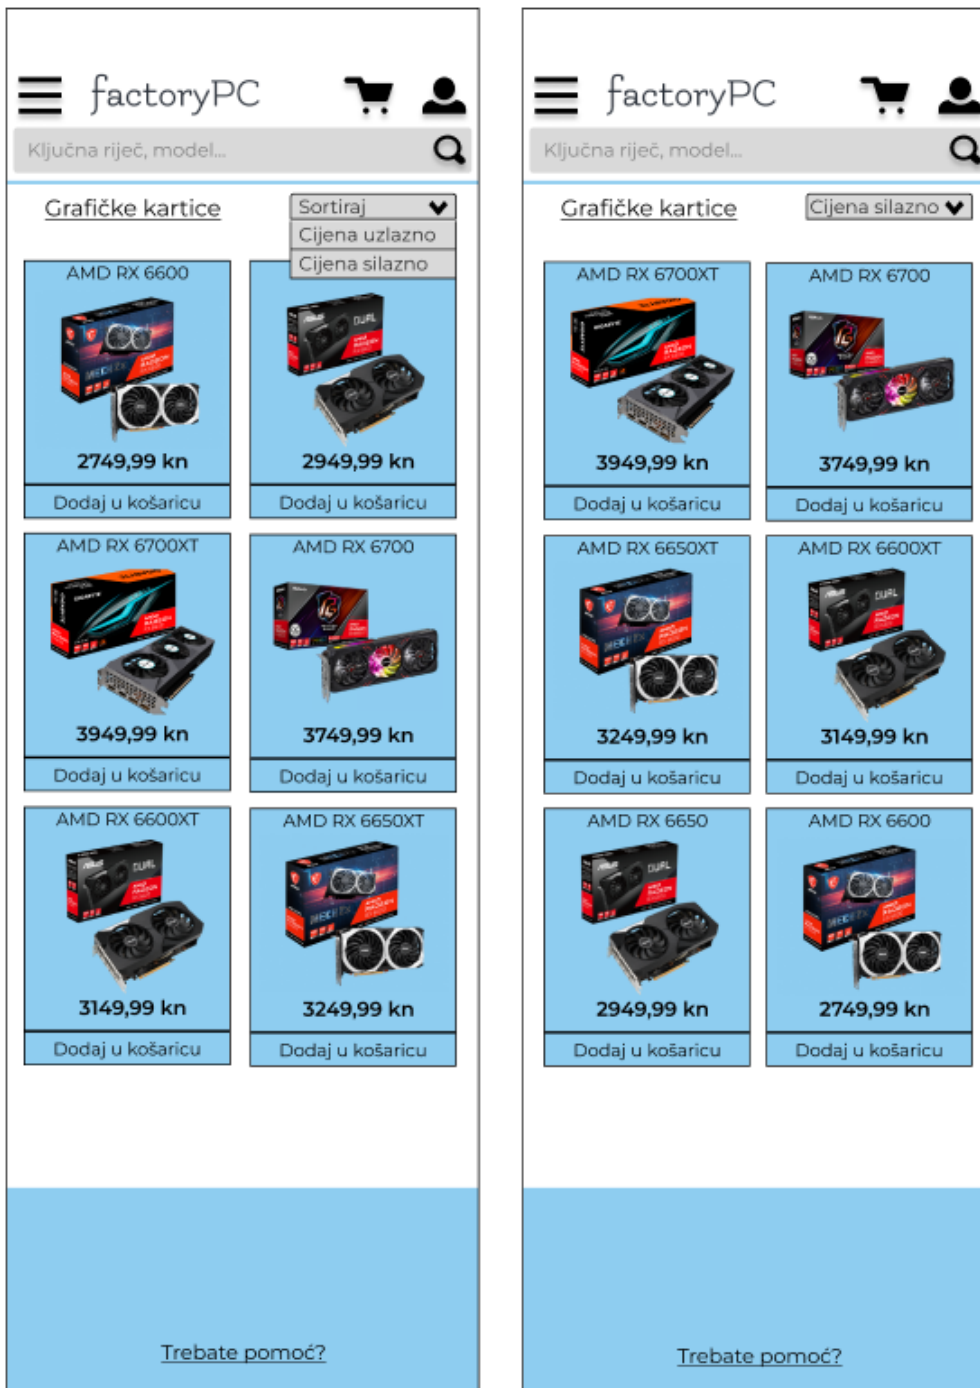 factoryPC
Ključna riječ, model...
Grafičke kartice
Sortiraj
Cijena uzlazno
Cijena silazno
AMD RX 6600
DUAL
2749,99 kn
2949,99 kn
Dodaj u košaricu
Dodaj u košaricu
AMD RX 6700XT
AMD RX 6700
3949,99 kn
3749,99 kn
Dodaj u košaricu
Dodaj u košaricu
AMD RX 6600XT
AMD RX 6650XT
DUAL
3149,99 kn
3249,99 kn
Dodaj u košaricu
Dodaj u košaricu
Trebate pomoć?
factoryPC
Ključna riječ, model...
Grafičke kartice
Cijena silazno
AMD RX 6700XT
AMD RX 6700
3949,99 kn
3749,99 kn
Dodaj u košaricu
Dodaj u košaricu
AMD RX 6650XT
AMD RX 6600XT
DUAL
3249,99 kn
3149,99 kn
Dodaj u košaricu
Dodaj u košaricu
AMD RX 6650
AMD RX 6600
DUAL
2949,99 kn
2749,99 kn
Dodaj u košaricu
Dodaj u košaricu
Trebate pomoć?